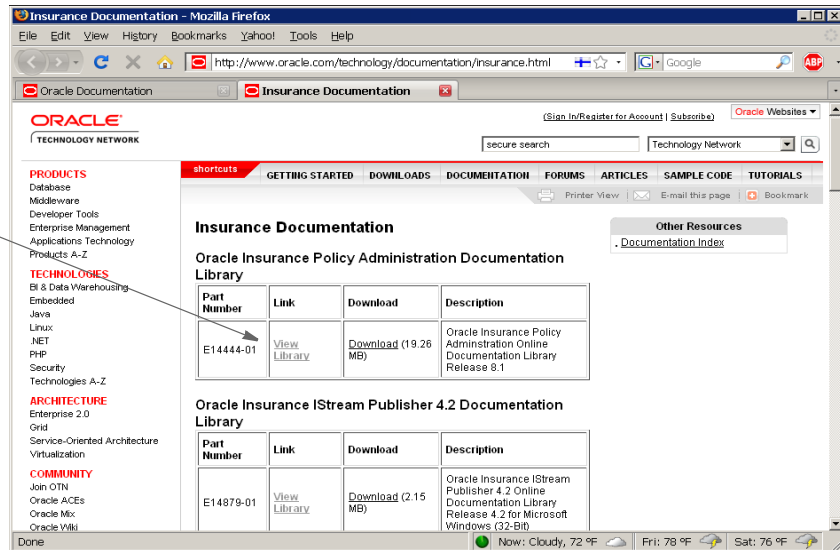 Insurance Documentation - Mozilla Firefox
File Edit View History Bookmarks Yahoo! Tools Help
http://www.oracle.com/technology/documentation/insurance.html
G Google
ABP
Oracle Documentation
Insurance Documentation
ORACLE
TECHNOLOGY NETWORK
(Sign In/Register for Account | Subscribe)
Oracle Websites
secure search
Technology Network
shortcuts
GETTING STARTED DOWNLOADS DOCUMENTATION FORUMS ARTICLES SAMPLE CODE TUTORIALS
Printer View | E-mail this page | Bookmark
PRODUCTS
Database
Middleware
Developer Tools
Enterprise Management
Applications Technology
Products A-Z
TECHNOLOGIES
BI & Data Warehousing
Embedded
Java
Linux
.NET
PHP
Security
Technologies A-Z
ARCHITECTURE
Enterprise 2.0
Grid
Service-Oriented Architecture
Virtualization
COMMUNITY
Join OTN
Oracle ACEs
Oracle Mix
Oracle Wiki
Insurance Documentation
Oracle Insurance Policy Administration Documentation
Library
Part
Number
Link
Download
Description
E14444-01
View
Library
Download (19.26
MB)
Oracle Insurance Policy
Adminstration Online
Documentation Library
Release 8.1
Oracle Insurance IStream Publisher 4.2 Documentation
Library
Part
Number
Link
Download
Description
E14879-01
View
Library
Download (2.15
MB)
Oracle Insurance IStream
Publisher 4.2 Online
Documentation Library
Release 4.2 for Microsoft
Windows (32-Bit)
Other Resources
. Documentation Index
Done
Now: Cloudy, 72 °F
Fri: 78 °F
Sat: 76 °F